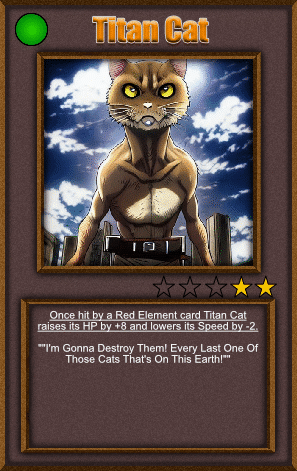 Titan Cat
Once hit by a Red Element card Titan Cat
raises its HP by +8 and lowers its Speed by -2.
""I'm Gonna Destroy Them! Every Last One Of
Those Cats That's On This Earth!""